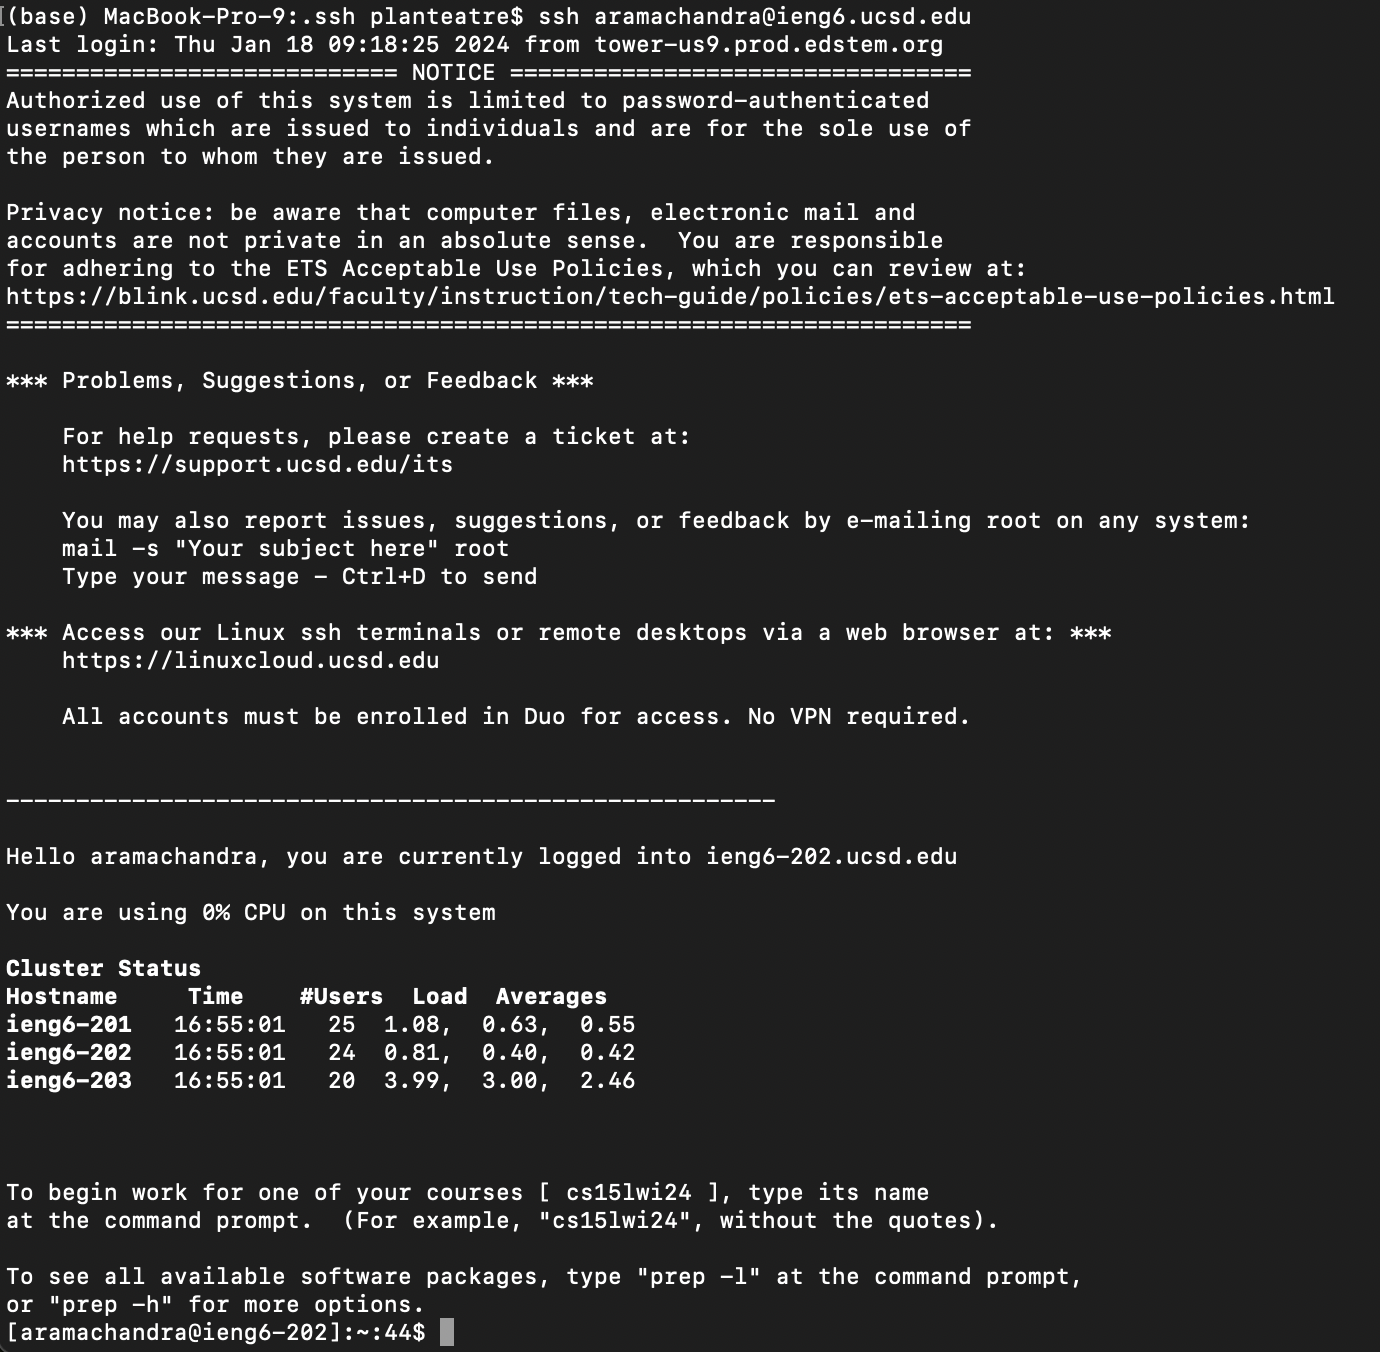 (base) MacBook-Pro-9:.ssh planteatre$ ssh aramachandra@ieng6.ucsd.edu
Last login: Thu Jan 18 09:18:25 2024 from tower-us9.prod.edstem.org
============================ NOTICE =================================
Authorized use of this system is limited to password-authenticated
usernames which are issued to individuals and are for the sole use of
the person to whom they are issued.

Privacy notice: be aware that computer files, electronic mail and
accounts are not private in an absolute sense.  You are responsible
for adhering to the ETS Acceptable Use Policies, which you can review at:
https://blink.ucsd.edu/faculty/instruction/tech-guide/policies/ets-acceptable-use-policies.html
=====================================================================

*** Problems, Suggestions, or Feedback ***

    For help requests, please create a ticket at:
    https://support.ucsd.edu/its

    You may also report issues, suggestions, or feedback by e-mailing root on any system:
    mail -s "Your subject here" root
    Type your message - Ctrl+D to send

*** Access our Linux ssh terminals or remote desktops via a web browser at: ***
    https://linuxcloud.ucsd.edu

    All accounts must be enrolled in Duo for access. No VPN required.


-------------------------------------------------------

Hello aramachandra, you are currently logged into ieng6-202.ucsd.edu

You are using 0% CPU on this system

Cluster Status
Hostname     Time    #Users  Load  Averages
ieng6-201   16:55:01   25  1.08,  0.63,  0.55
ieng6-202   16:55:01   24  0.81,  0.40,  0.42
ieng6-203   16:55:01   20  3.99,  3.00,  2.46



To begin work for one of your courses [ cs15lwi24 ], type its name
at the command prompt.  (For example, "cs15lwi24", without the quotes).

To see all available software packages, type "prep -l" at the command prompt,
or "prep -h" for more options.
[aramachandra@ieng6-202]:~:44$